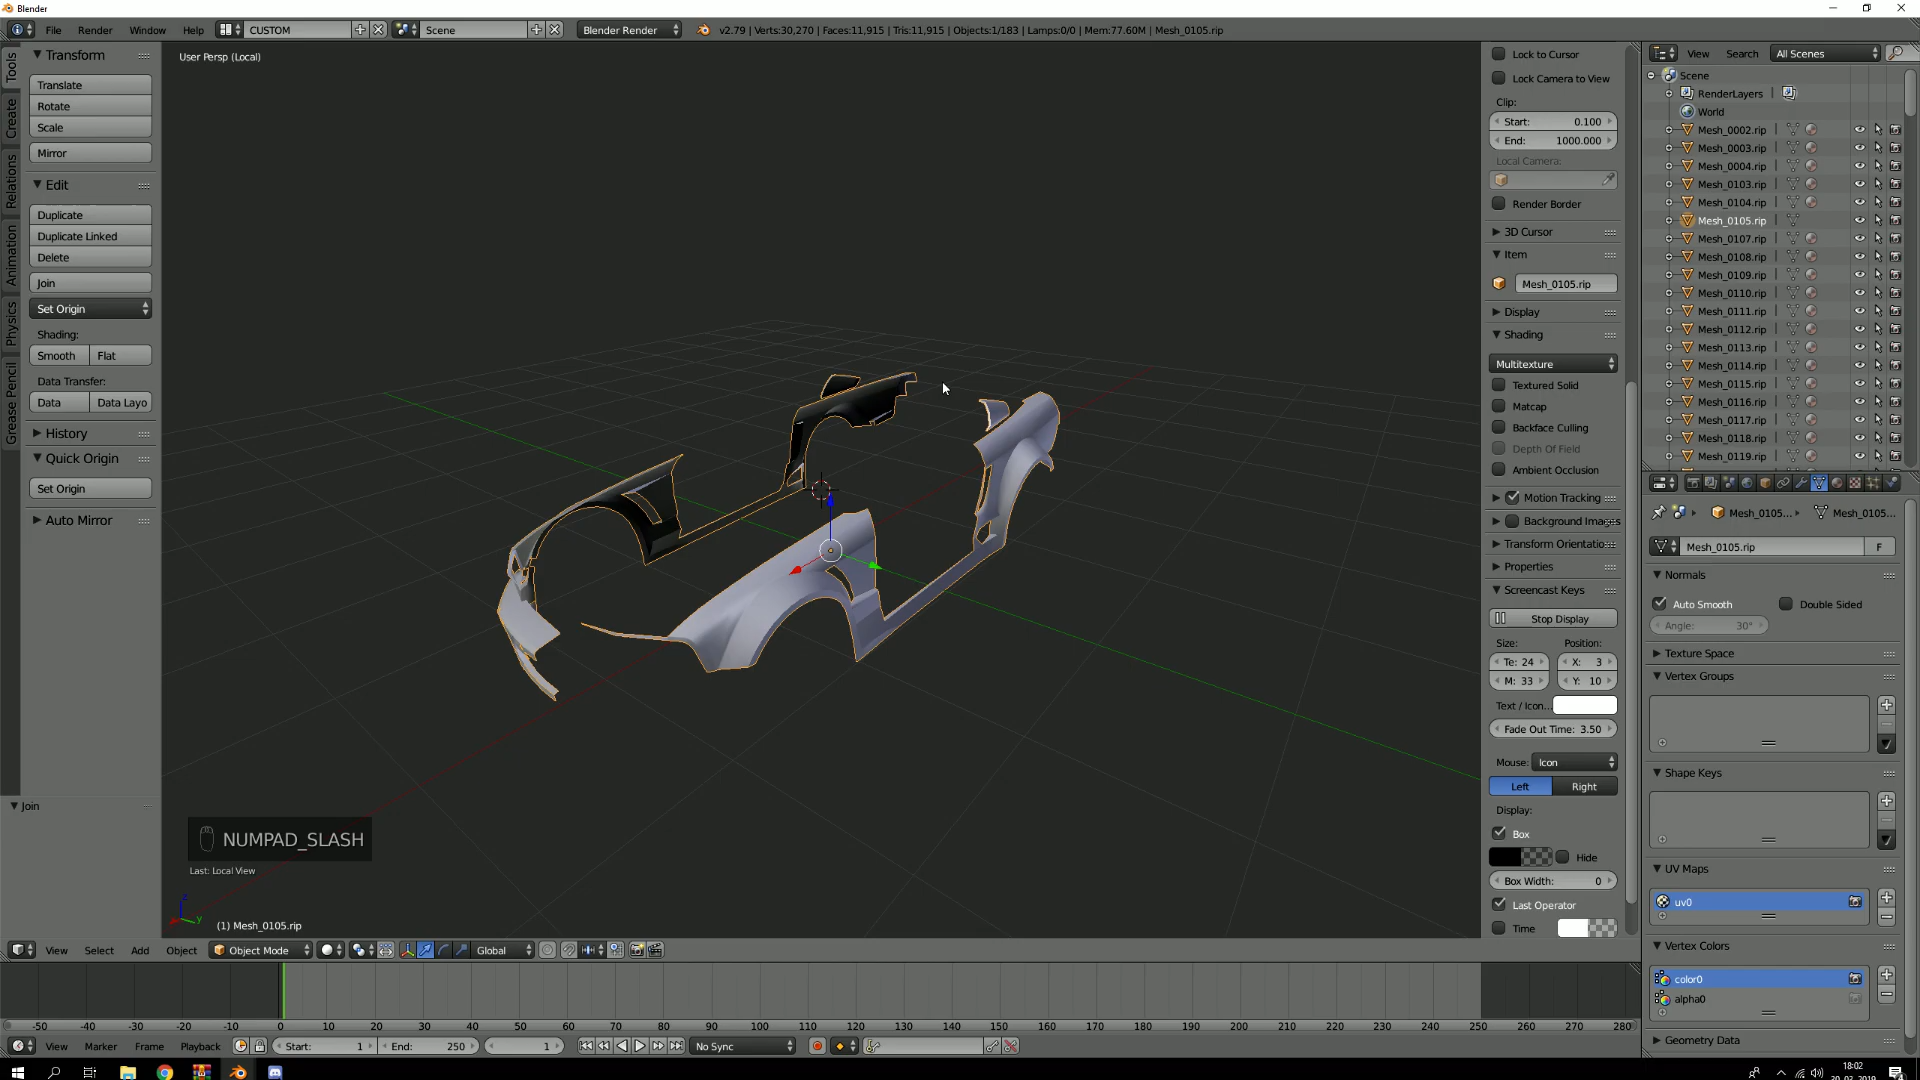 Blender
File Render Window Help CUSTOM Scene Blender Render v2.79 | Verts:30,270 | Faces:11,915 | Tris:11,915 | Objects:1/183 | Lamps:0/0 | Mem:77.60M | Mesh_0105.rip
Tools
Create
Relations
Animation
Physics
Grease Pencil
Transform
Translate
Rotate
Scale
Mirror
Edit
Duplicate
Duplicate Linked
Delete
Join
Set Origin
Shading:
Smooth Flat
Data Transfer:
Data Data Layo
History
Quick Origin
Set Origin
Auto Mirror
Join
User Persp (Local)
NUMPAD_SLASH
Last: Local View
z
y
(1) Mesh_0105.rip
Lock to Cursor
Lock Camera to View
Clip:
Start: 0.100
End: 1000.000
Local Camera:
Render Border
3D Cursor
Item
Mesh_0105.rip
Display
Shading
Multitexture
Textured Solid
Matcap
Backface Culling
Depth Of Field
Ambient Occlusion
Motion Tracking
Background Images
Transform Orientatio
Properties
Screencast Keys
Stop Display
Size: Position:
Te: 24 X: 3
M: 33 Y: 10
Text / Icon...
Fade Out Time: 3.50
Mouse: Icon
Left Right
Display:
Box
Hide
Box Width: 0
Last Operator
Time
View Search All Scenes
Scene
RenderLayers
World
Mesh_0002.rip
Mesh_0003.rip
Mesh_0004.rip
Mesh_0103.rip
Mesh_0104.rip
Mesh_0105.rip
Mesh_0107.rip
Mesh_0108.rip
Mesh_0109.rip
Mesh_0110.rip
Mesh_0111.rip
Mesh_0112.rip
Mesh_0113.rip
Mesh_0114.rip
Mesh_0115.rip
Mesh_0116.rip
Mesh_0117.rip
Mesh_0118.rip
Mesh_0119.rip
Mesh_0105... Mesh_0105...
Mesh_0105.rip F
Normals
Auto Smooth Double Sided
Angle: 30°
Texture Space
Vertex Groups
Shape Keys
UV Maps
uv0
Vertex Colors
color0
alpha0
Geometry Data
View Select Add Object Object Mode Global
-50 -40 -30 -20 -10 0 10 20 30 40 50 60 70 80 90 100 110 120 130 140 150 160 170 180 190 200 210 220 230 240 250 260 270 280
View Marker Frame Playback Start: 1 End: 250 1 No Sync
18:02